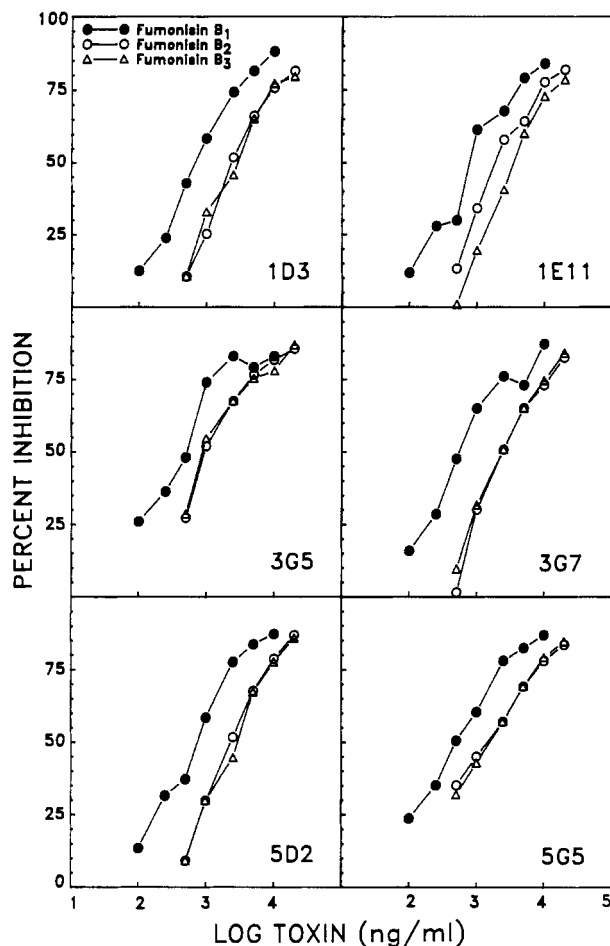 100
Fumonisin B1
Fumonisin B2
Fumonisin B3
75
50
25
1D3
1E11
PERCENT INHIBITION
75
50
25
3G5
3G7
75
50
25
0
5D2
5G5
1 2 3 4 2 3 4 5
LOG TOXIN (ng/ml)